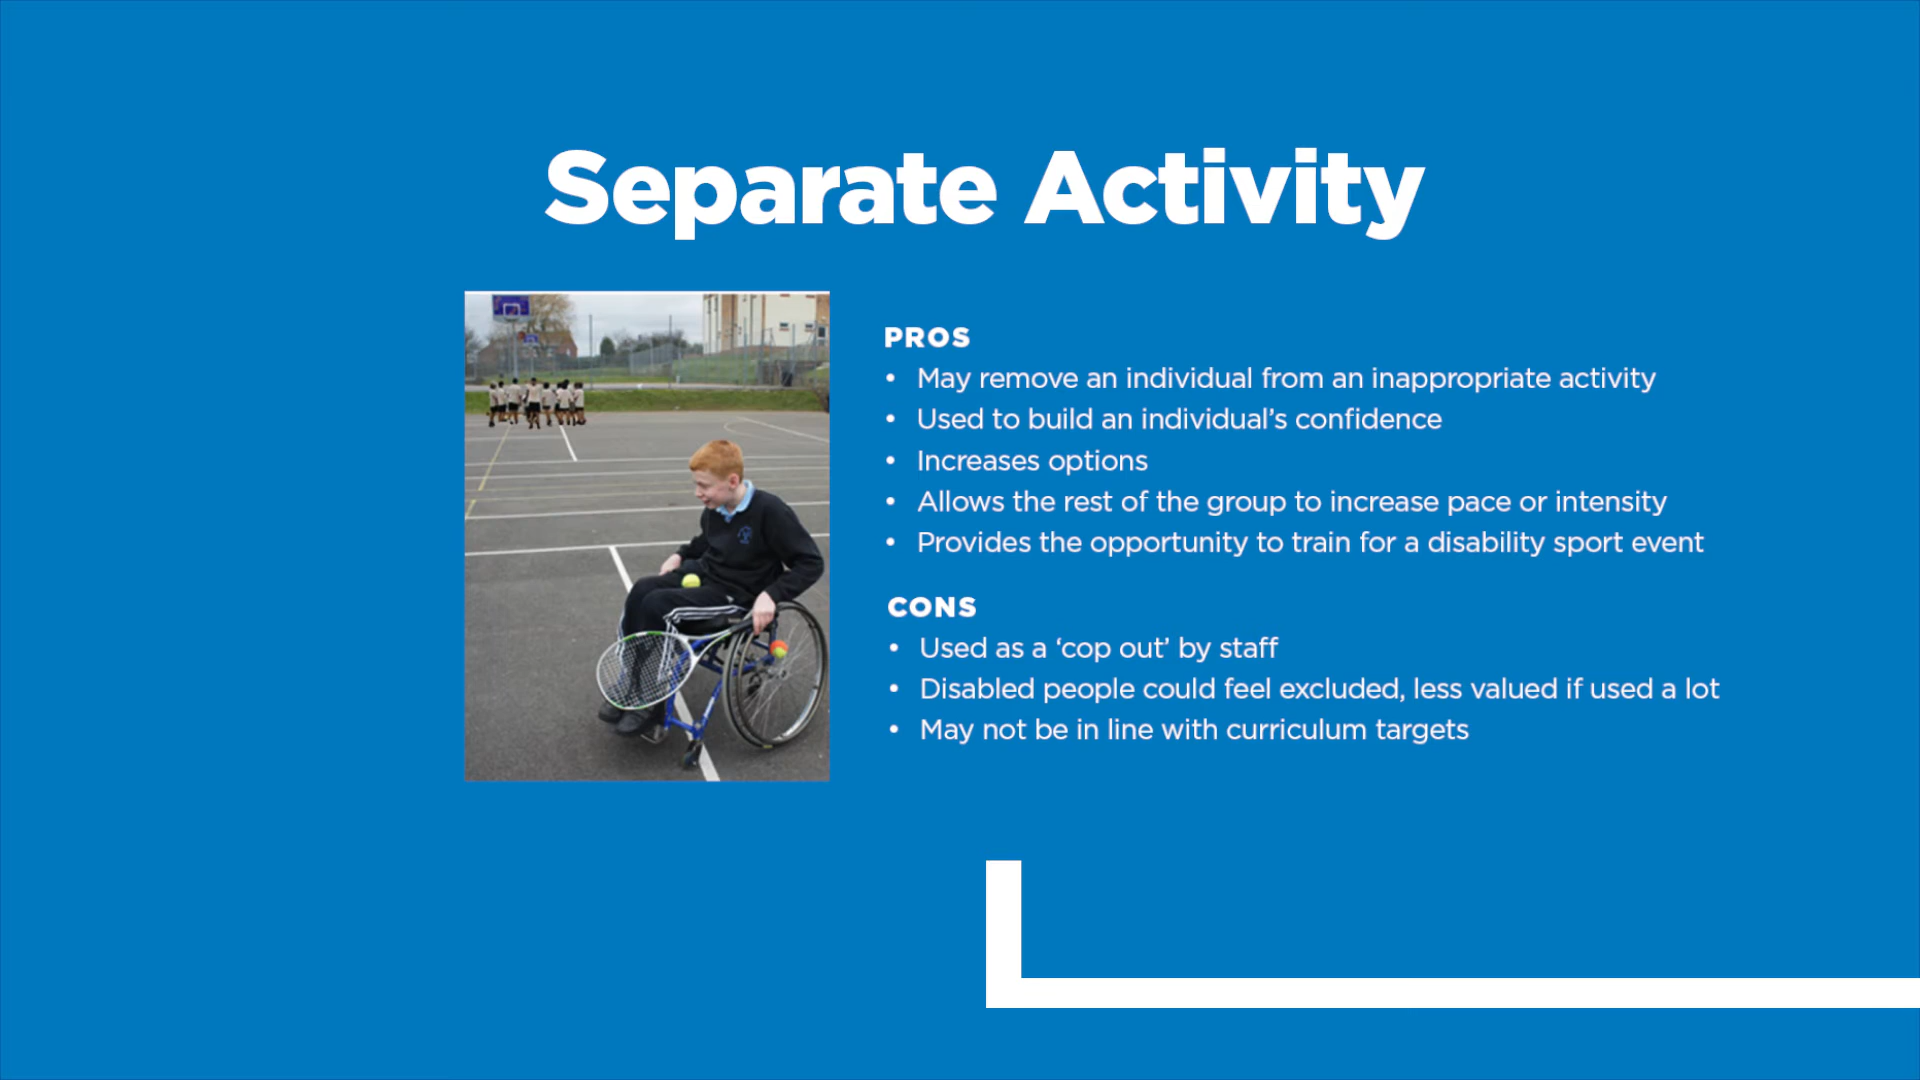 Separate Activity
PROS
• May remove an individual from an inappropriate activity
• Used to build an individual's confidence
• Increases options
• Allows the rest of the group to increase pace or intensity
• Provides the opportunity to train for a disability sport event
CONS
• Used as a ‘cop out’ by staff
• Disabled people could feel excluded, less valued if used a lot
• May not be in line with curriculum targets